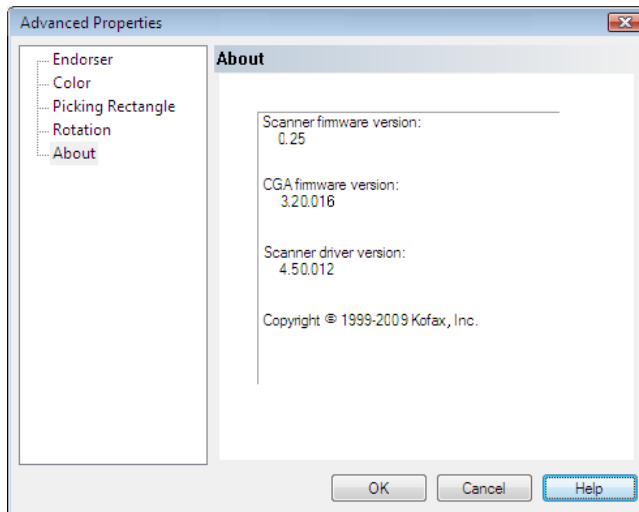 Advanced Properties
Endorser
Color
Picking Rectangle
Rotation
About
About
Scanner firmware version:
0.25
CGA firmware version:
3.20.016
Scanner driver version:
4.50.012
Copyright © 1999-2009 Kofax, Inc.
OK
Cancel
Help